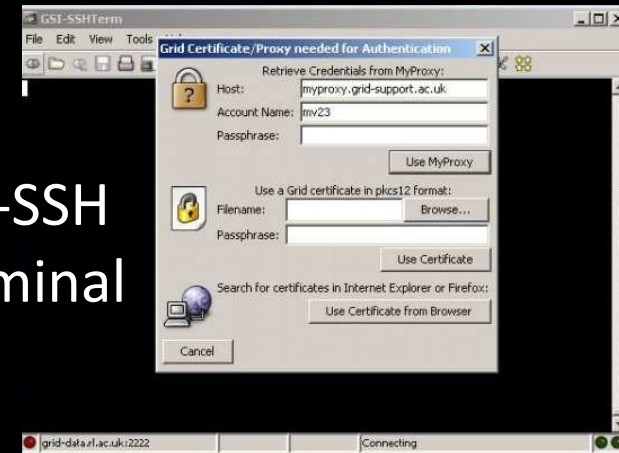 GSI-SSHTerm
File Edit View Tools
Grid Certificate/Proxy needed for Authentication
Retrieve Credentials from MyProxy:
Host: myproxy.grid-support.ac.uk
Account Name: mv23
Passphrase:
Use MyProxy
-SSH
minal
Use a Grid certificate in pkcs12 format:
Filename: Browse...
Passphrase:
Use Certificate
Search for certificates in Internet Explorer or Firefox:
Use Certificate from Browser
Cancel
grid-data.rl.ac.uk:2222 Connecting